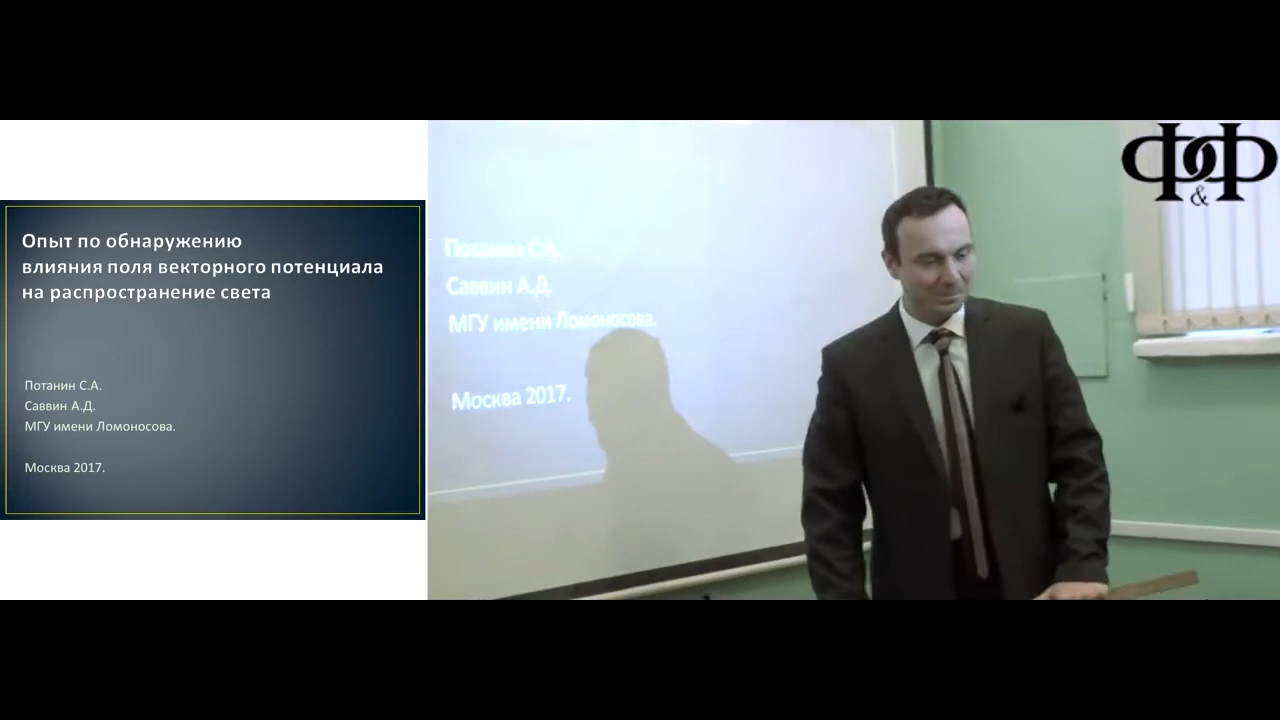 Опыт по обнаружению
влияния поля векторного потенциала
на распространение света
Потанин С.А.
Саввин А.Д.
МГУ имени Ломоносова.
Москва 2017.
Потанин С.А.
Саввин А.Д.
МГУ имени Ломоносова.
Москва 2017.
Ф&Ф